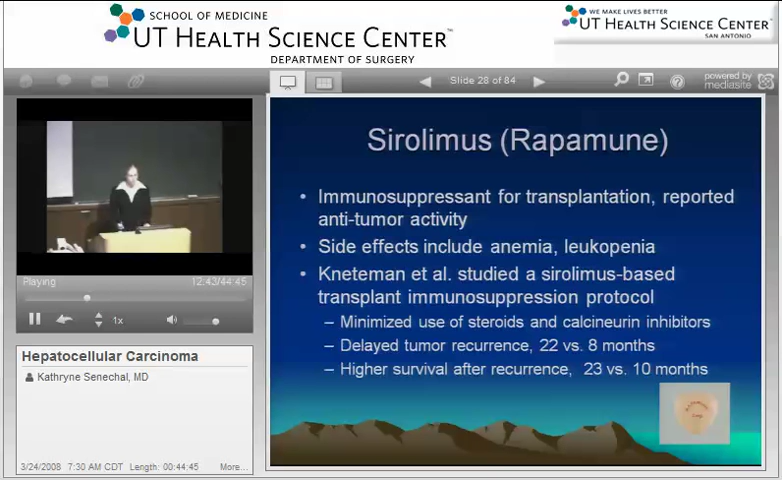 SCHOOL OF MEDICINE
UT HEALTH SCIENCE CENTER™
DEPARTMENT OF SURGERY
WE MAKE LIVES BETTER
UT HEALTH SCIENCE CENTER™
SAN ANTONIO
Slide 28 of 84
powered by
mediasite
Sirolimus (Rapamune)
• Immunosuppressant for transplantation, reported
anti-tumor activity
• Side effects include anemia, leukopenia
• Kneteman et al. studied a sirolimus-based
transplant immunosuppression protocol
– Minimized use of steroids and calcineurin inhibitors
– Delayed tumor recurrence, 22 vs. 8 months
– Higher survival after recurrence, 23 vs. 10 months
Playing
12:43/44:45
1x
Hepatocellular Carcinoma
Kathryne Senechal, MD
3/24/2008 7:30 AM CDT Length: 00:44:45 More...